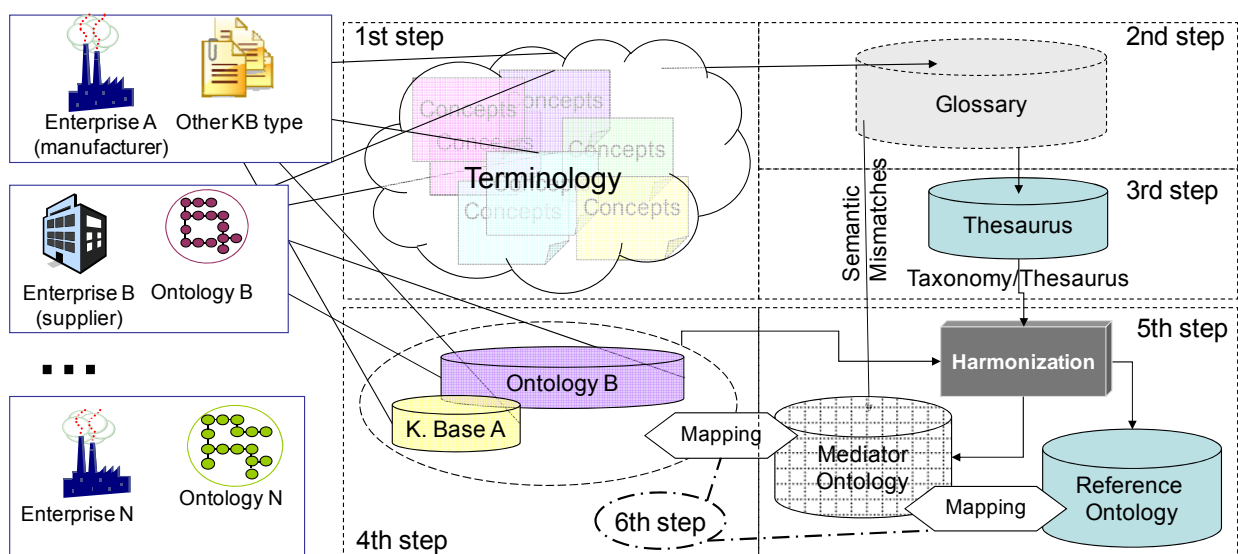 Enterprise A
(manufacturer)
Other KB type
Enterprise B
(supplier)
Ontology B
...
Enterprise N
Ontology N
1st step
Concepts
Concepts
Concepts
Concepts
Concepts
Concepts
Concepts
Terminology
2nd step
Glossary
3rd step
Thesaurus
Semantic
Mismatches
Taxonomy/Thesaurus
4th step
Ontology B
K. Base A
5th step
Harmonization
Mapping
Mediator
Ontology
Mapping
Reference
Ontology
6th step